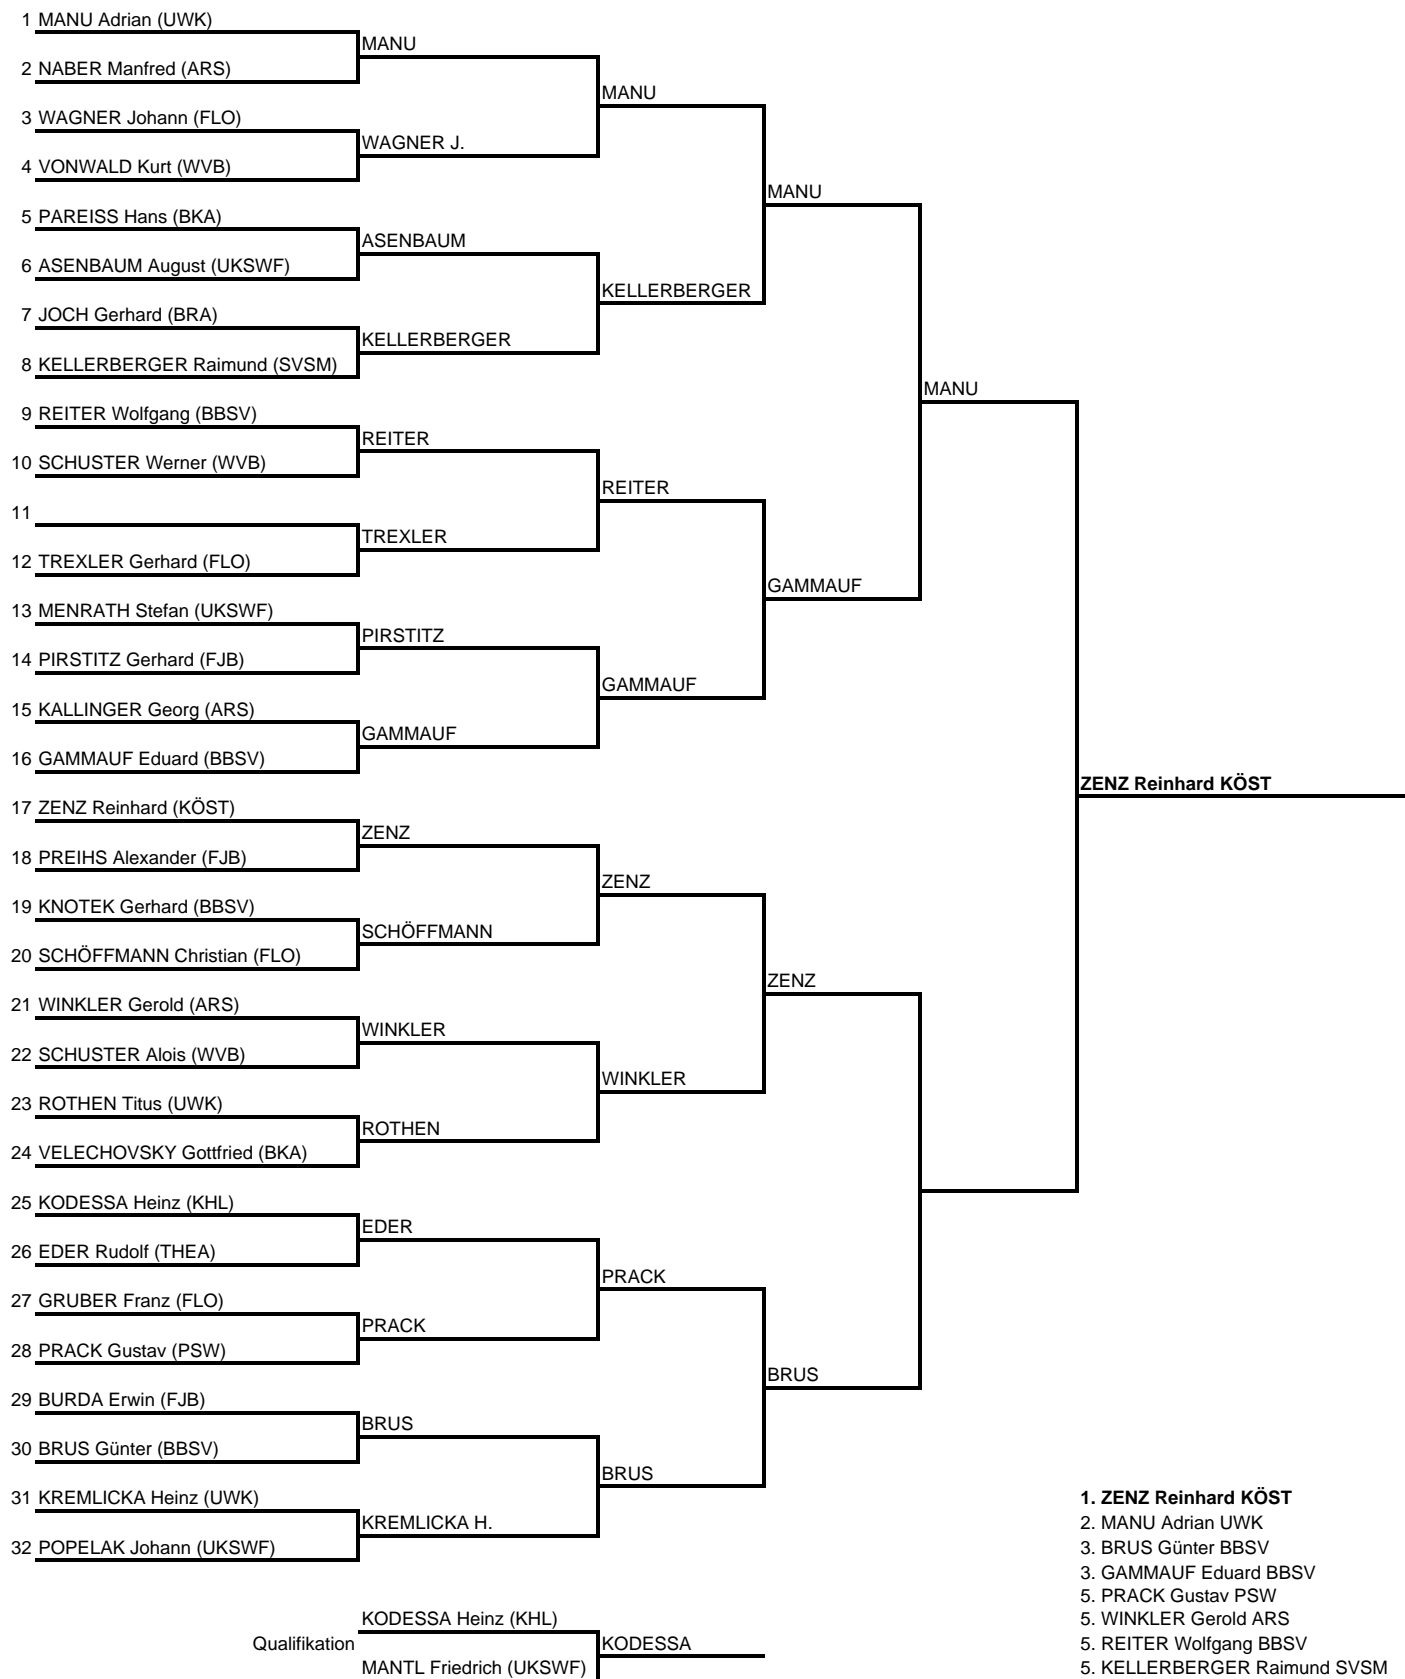 1 MANU Adrian (UWK)
MANU
2 NABER Manfred (ARS)
MANU
3 WAGNER Johann (FLO)
WAGNER J.
4 VONWALD Kurt (WVB)
MANU
5 PAREISS Hans (BKA)
ASENBAUM
6 ASENBAUM August (UKSWF)
KELLERBERGER
7 JOCH Gerhard (BRA)
KELLERBERGER
8 KELLERBERGER Raimund (SVSM)
MANU
9 REITER Wolfgang (BBSV)
REITER
10 SCHUSTER Werner (WVB)
REITER
11
TREXLER
12 TREXLER Gerhard (FLO)
GAMMAUF
13 MENRATH Stefan (UKSWF)
PIRSTITZ
14 PIRSTITZ Gerhard (FJB)
GAMMAUF
15 KALLINGER Georg (ARS)
GAMMAUF
16 GAMMAUF Eduard (BBSV)
ZENZ Reinhard KÖST
17 ZENZ Reinhard (KÖST)
ZENZ
18 PREIHS Alexander (FJB)
ZENZ
19 KNOTEK Gerhard (BBSV)
SCHÖFFMANN
20 SCHÖFFMANN Christian (FLO)
ZENZ
21 WINKLER Gerold (ARS)
WINKLER
22 SCHUSTER Alois (WVB)
WINKLER
23 ROTHEN Titus (UWK)
ROTHEN
24 VELECHOVSKY Gottfried (BKA)
25 KODESSA Heinz (KHL)
EDER
26 EDER Rudolf (THEA)
PRACK
27 GRUBER Franz (FLO)
PRACK
28 PRACK Gustav (PSW)
BRUS
29 BURDA Erwin (FJB)
BRUS
30 BRUS Günter (BBSV)
BRUS
31 KREMLICKA Heinz (UWK)
KREMLICKA H.
32 POPELAK Johann (UKSWF)
1. ZENZ Reinhard KÖST
2. MANU Adrian UWK
3. BRUS Günter BBSV
3. GAMMAUF Eduard BBSV
5. PRACK Gustav PSW
5. WINKLER Gerold ARS
5. REITER Wolfgang BBSV
5. KELLERBERGER Raimund SVSM
KODESSA Heinz (KHL)
Qualifikation
KODESSA
MANTL Friedrich (UKSWF)